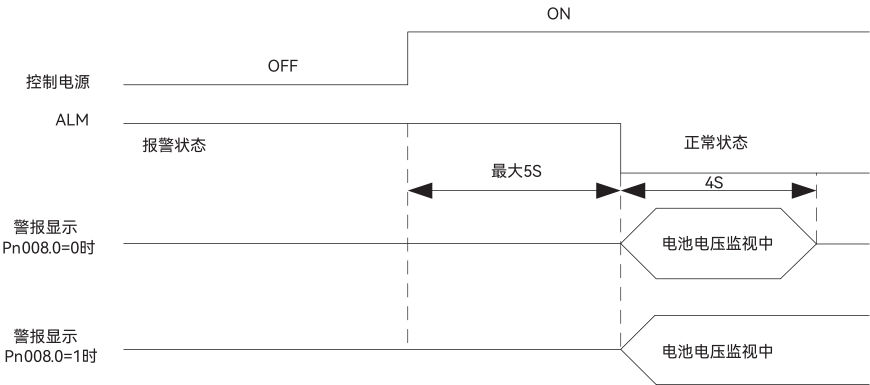 ON
OFF
控制电源
ALM
报警状态
正常状态
最大5S
4S
警报显示
Pn008.0=0时
电池电压监视中
警报显示
Pn008.0=1时
电池电压监视中